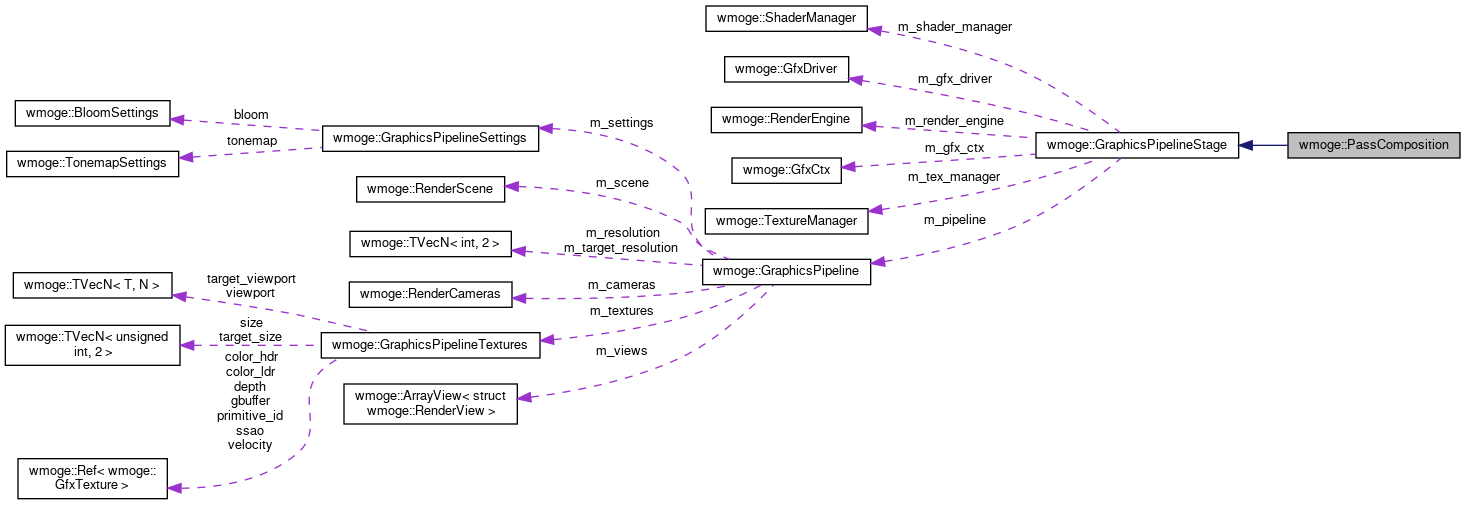 wmoge::ShaderManager
m_shader_manager
wmoge::GfxDriver
m_gfx_driver
wmoge::BloomSettings
bloom
wmoge::GraphicsPipelineSettings
m_settings
wmoge::RenderEngine
m_render_engine
wmoge::GraphicsPipelineStage
wmoge::PassComposition
tonemap
wmoge::TonemapSettings
m_gfx_ctx
wmoge::GfxCtx
wmoge::RenderScene
m_scene
m_tex_manager
wmoge::TextureManager
m_pipeline
wmoge::TVecN< int, 2 >
m_resolution
m_target_resolution
wmoge::GraphicsPipeline
wmoge::TVecN< T, N >
target_viewport
viewport
wmoge::RenderCameras
m_cameras
m_textures
wmoge::TVecN< unsigned
int, 2 >
size
target_size
wmoge::GraphicsPipelineTextures
m_views
color_hdr
color_ldr
depth
gbuffer
primitive_id
ssao
velocity
wmoge::ArrayView< struct
wmoge::RenderView >
wmoge::Ref< wmoge::
GfxTexture >